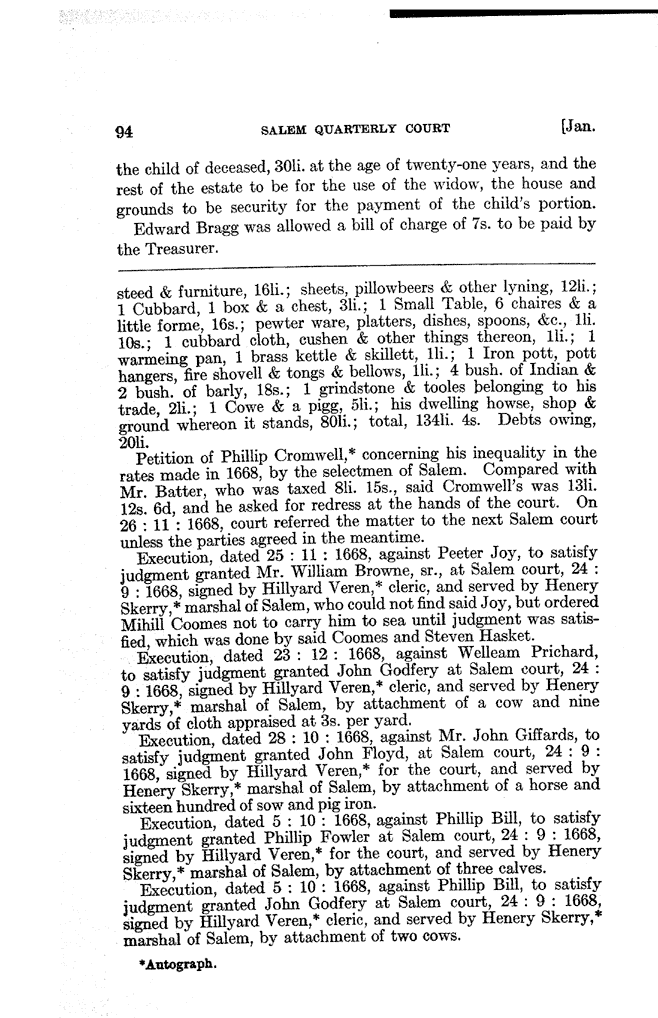 94 SALEM QUARTERLY COURT [Jan.
the child of deceased, 30li. at the age of twenty-one years, and the
rest of the estate to be for the use of the widow, the house and
grounds to be security for the payment of the child's portion.
Edward Bragg was allowed a bill of charge of 7s. to be paid by
the Treasurer.
steed & furniture, 16li.; sheets, pillowbeers & other lyning, 12li.;
1 Cubbard, 1 box & a chest, 3li.; 1 Small Table, 6 chaires & a
little forme, 16s.; pewter ware, platters, dishes, spoons, &c., 1li.
10s.; 1 cubbard cloth, cushen & other things thereon, 1li.; 1
warmeing pan, 1 brass kettle & skillett, 1li.; 1 Iron pott, pott
hangers, fire shovell & tongs & bellows, 1li.; 4 bush. of Indian &
2 bush. of barly, 18s.; 1 grindstone & tooles belonging to his
trade, 2li.; 1 Cowe & a pigg, 5li.; his dwelling howse, shop &
ground whereon it stands, 80li.; total, 134li. 4s. Debts owing,
20li.
Petition of Phillip Cromwell,* concerning his inequality in the
rates made in 1668, by the selectmen of Salem. Compared with
Mr. Batter, who was taxed 8li. 15s., said Cromwell's was 13li.
12s. 6d, and he asked for redress at the hands of the court. On
26 : 11 : 1668, court referred the matter to the next Salem court
unless the parties agreed in the meantime.
Execution, dated 25 : 11 : 1668, against Peeter Joy, to satisfy
judgment granted Mr. William Browne, sr., at Salem court, 24 :
9 : 1668, signed by Hillyard Veren,* cleric, and served by Henery
Skerry,* marshal of Salem, who could not find said Joy, but ordered
Mihill Coomes not to carry him to sea until judgment was satis-
fied, which was done by said Coomes and Steven Hasket.
Execution, dated 23 : 12 : 1668, against Welleam Prichard,
to satisfy judgment granted John Godfery at Salem court, 24 :
9 : 1668, signed by Hillyard Veren,* cleric, and served by Henery
Skerry,* marshal of Salem, by attachment of a cow and nine
yards of cloth appraised at 3s. per yard.
Execution, dated 28 : 10 : 1668, against Mr. John Giffards, to
satisfy judgment granted John Floyd, at Salem court, 24 : 9 :
1668, signed by Hillyard Veren,* for the court, and served by
Henery Skerry,* marshal of Salem, by attachment of a horse and
sixteen hundred of sow and pig iron.
Execution, dated 5 : 10 : 1668, against Phillip Bill, to satisfy
judgment granted Phillip Fowler at Salem court, 24 : 9 : 1668,
signed by Hillyard Veren,* for the court, and served by Henery
Skerry,* marshal of Salem, by attachment of three calves.
Execution, dated 5 : 10 : 1668, against Phillip Bill, to satisfy
judgment granted John Godfery at Salem court, 24 : 9 : 1668,
signed by Hillyard Veren,* cleric, and served by Henery Skerry,*
marshal of Salem, by attachment of two cows.
*Autograph.